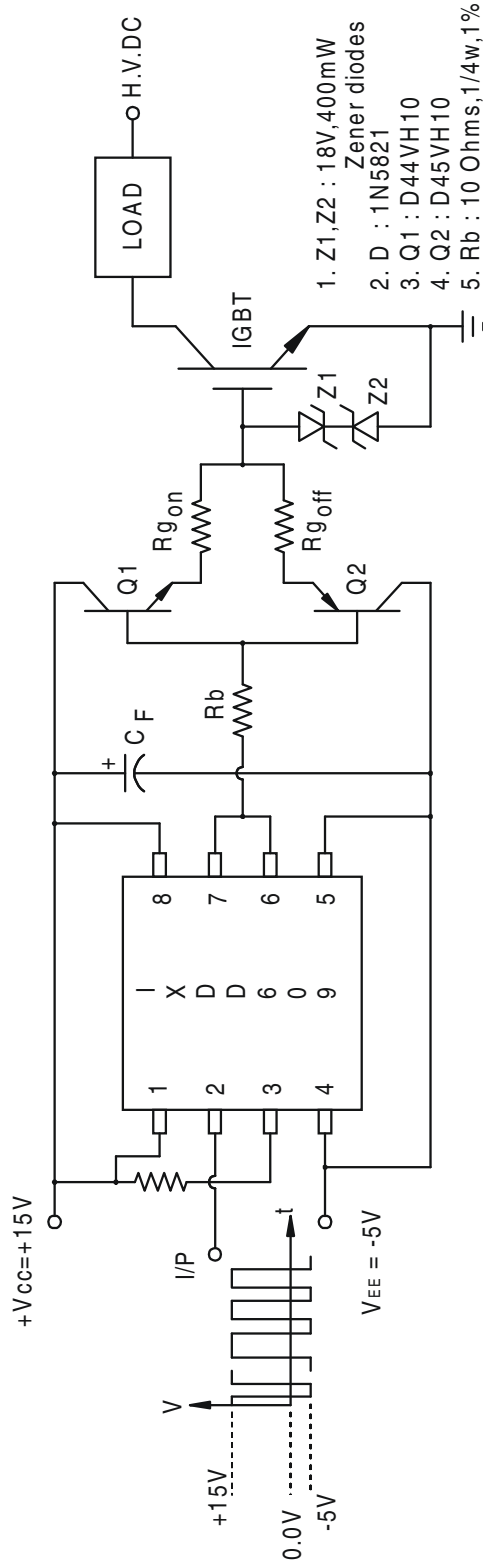 +Vcc=+15V
V
+15V
0.0V
-5V
t
I/P
VEE = -5V
1
2
3
4
I
X
D
D
6
0
9
8
7
6
5
+
CF
Rb
Q1
Q2
Rgon
Rgoff
IGBT
Z1
Z2
LOAD
H.V.DC
1. Z1,Z2 : 18V,400mW
Zener diodes
2. D : 1N5821
3. Q1 : D44VH10
4. Q2 : D45VH10
5. Rb : 10 Ohms,1/4w,1%